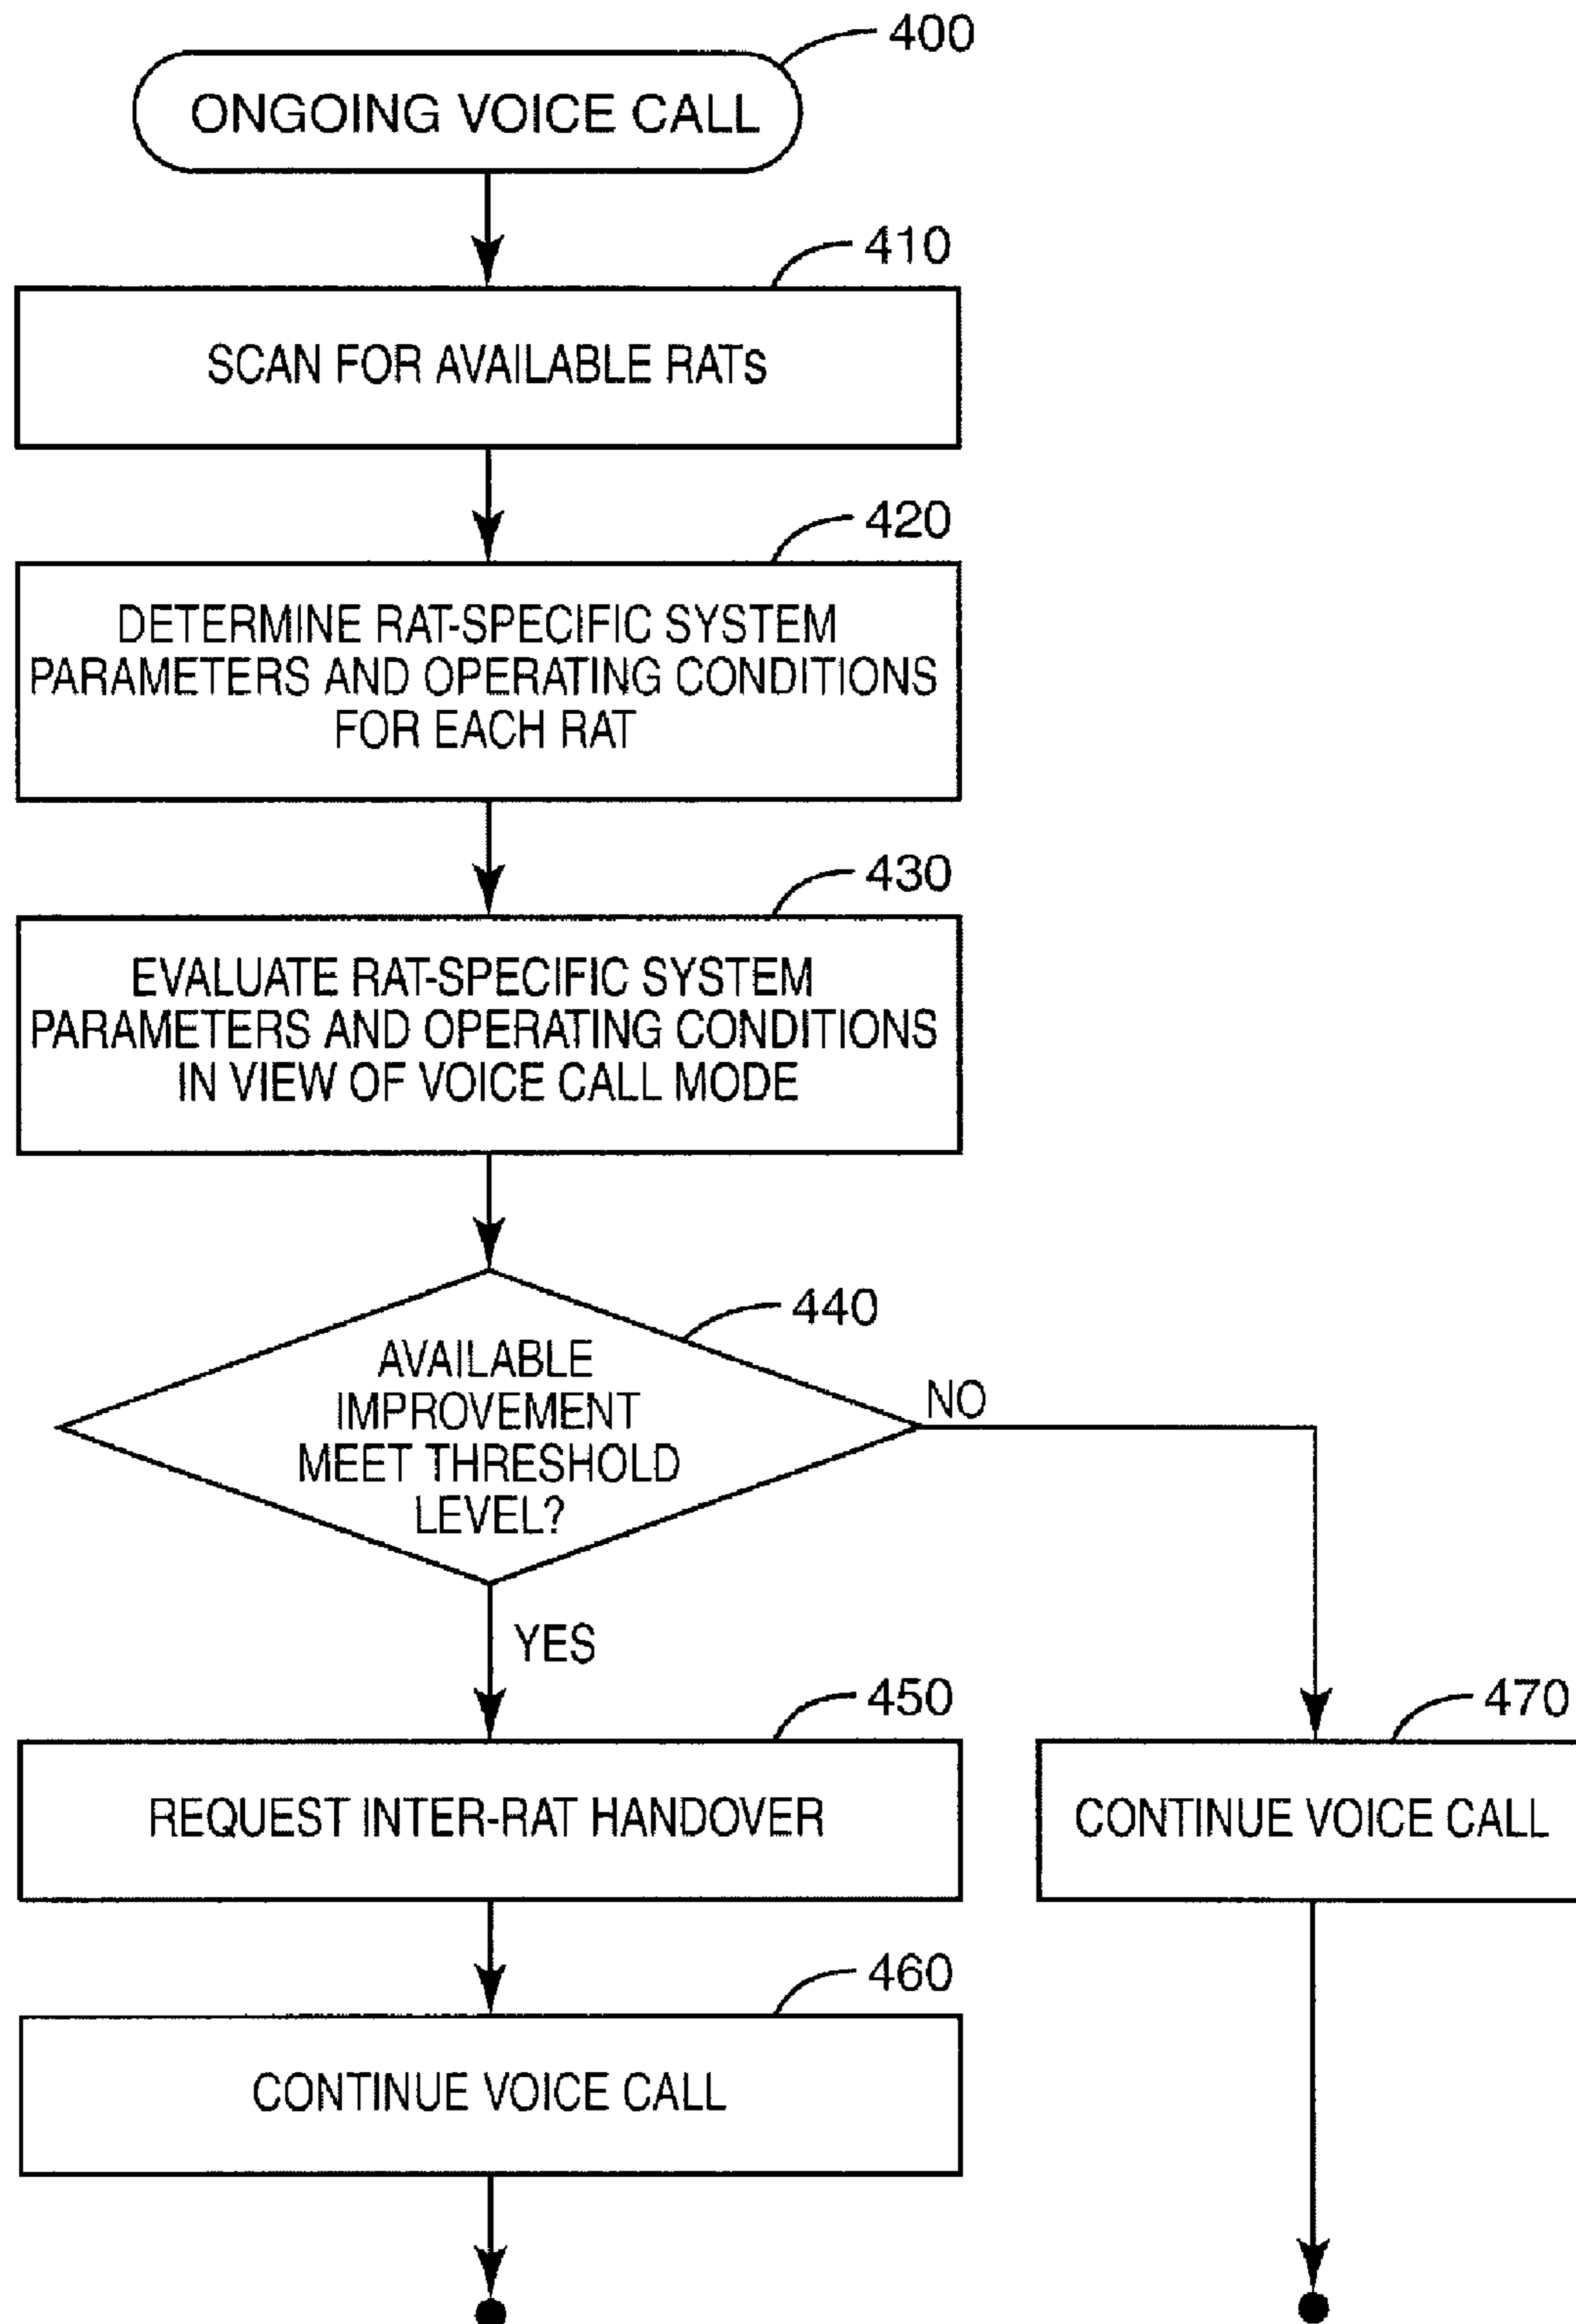 400
ONGOING VOICE CALL
410
SCAN FOR AVAILABLE RATs
420
DETERMINE RAT-SPECIFIC SYSTEM
PARAMETERS AND OPERATING CONDITIONS
FOR EACH RAT
430
EVALUATE RAT-SPECIFIC SYSTEM
PARAMETERS AND OPERATING CONDITIONS
IN VIEW OF VOICE CALL MODE
440
AVAILABLE
IMPROVEMENT
MEET THRESHOLD
LEVEL?
NO
YES
450
REQUEST INTER-RAT HANDOVER
470
CONTINUE VOICE CALL
460
CONTINUE VOICE CALL